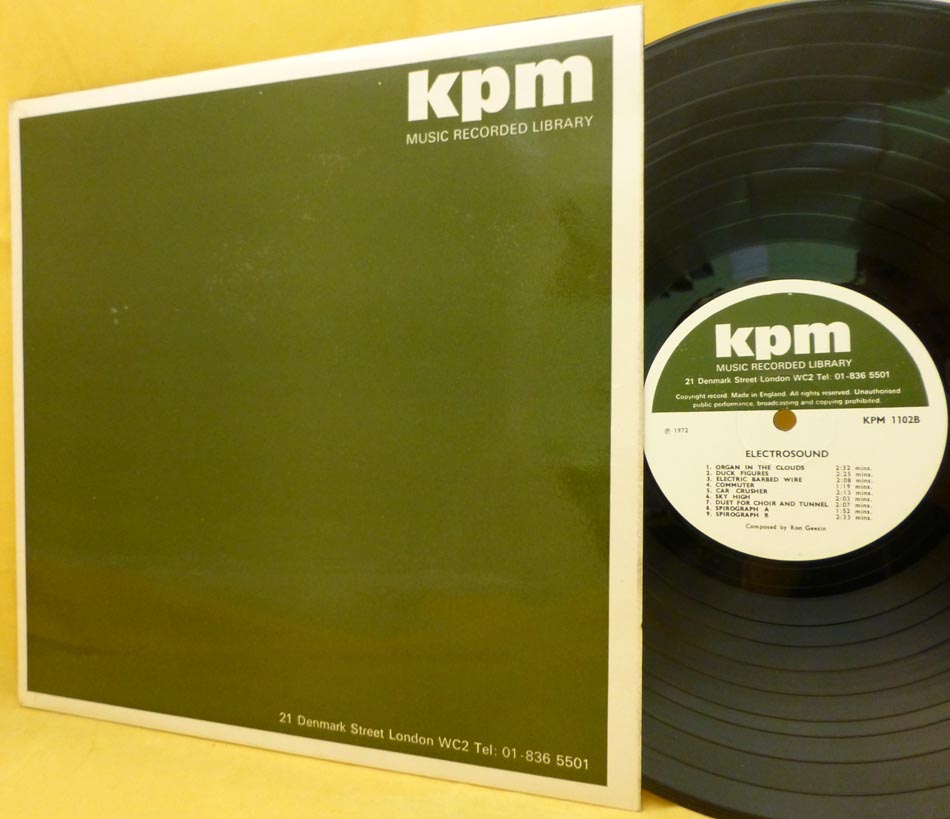 kpm
MUSIC RECORDED LIBRARY
21 Denmark Street London WC2 Tel: 01-836 5501
kpm
MUSIC RECORDED LIBRARY
21 Denmark Street London WC2 Tel: 01-836 5501
Copyright record. Made in England. All rights reserved. Unauthorised
public performance, broadcasting and copying prohibited.
KPM 1102B
℗ 1972
ELECTROSOUND
1. ORGAN IN THE CLOUDS 2:32 mins.
2. DUCK FIGURES 2:25 mins.
3. ELECTRIC BARBED WIRE 2:08 mins.
4. COMMUTER 1:19 mins.
5. CAR CRUSHER 2:13 mins.
6. SKY HIGH 2:03 mins.
7. DUET FOR CHOIR AND TUNNEL 2:07 mins.
8. SPIROGRAPH A 1:52 mins.
9. SPIROGRAPH B 2:33 mins.
Composed by Ron Geesin